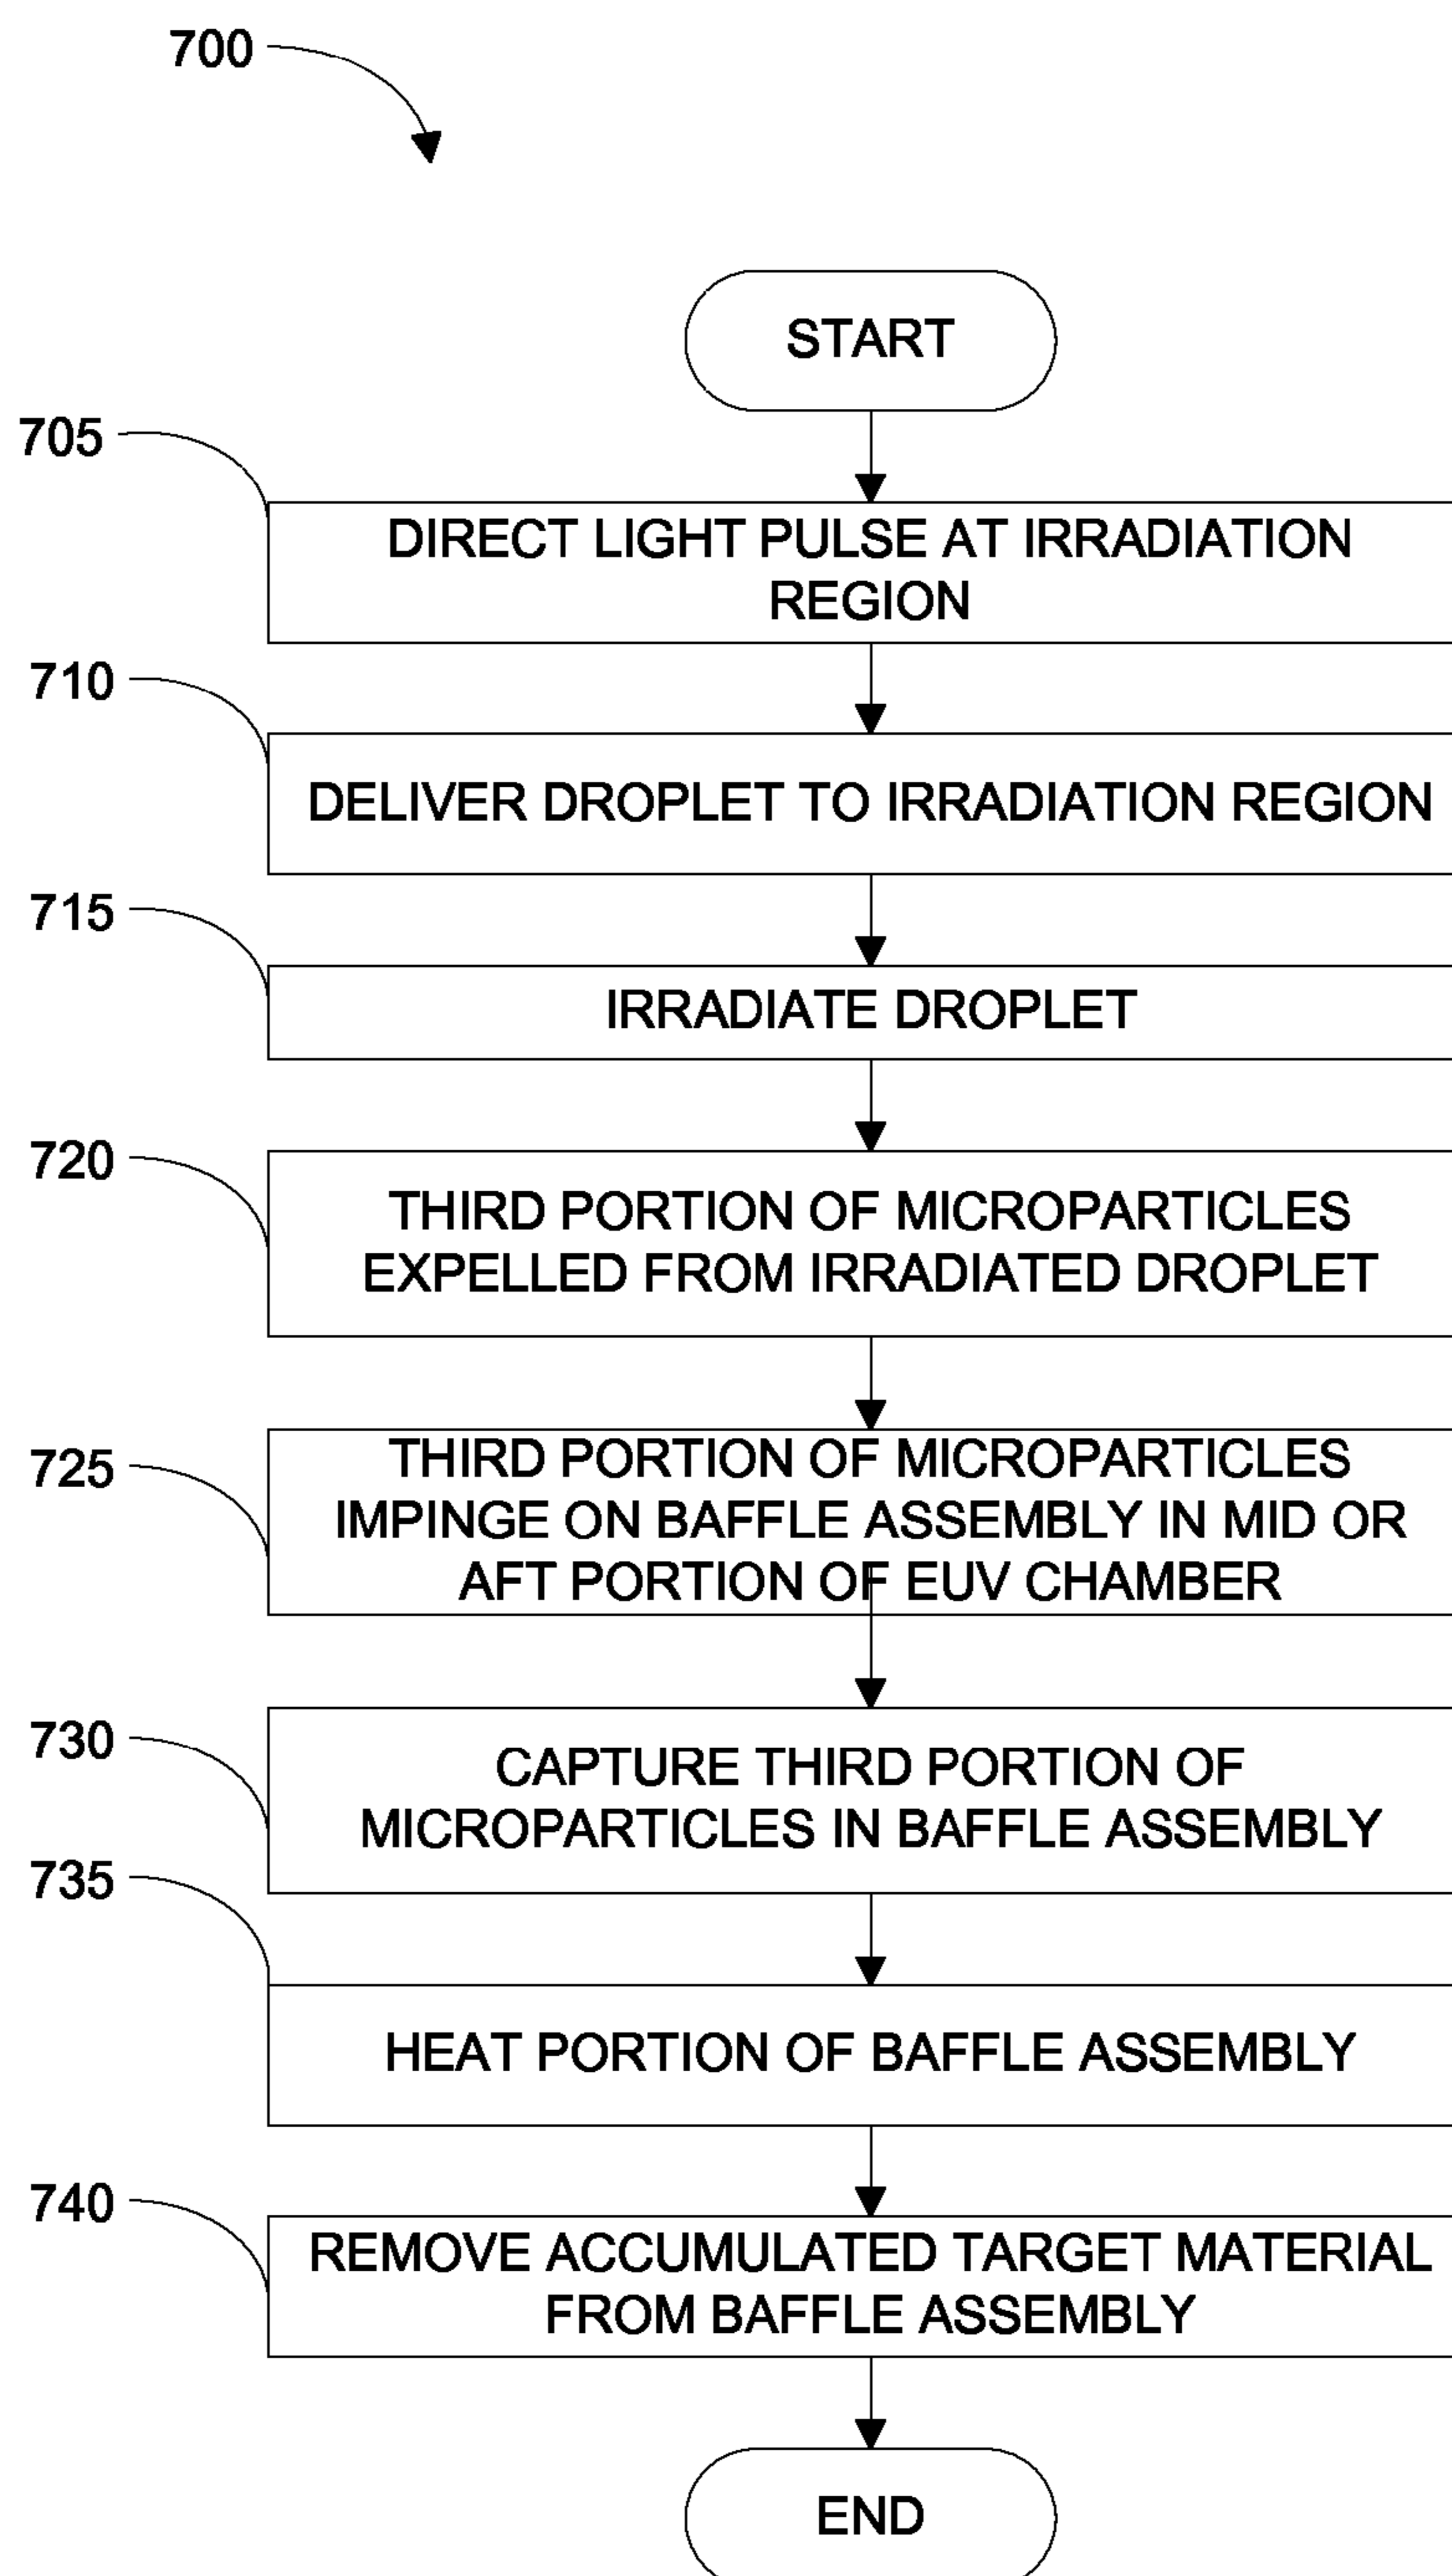 700
START
705
DIRECT LIGHT PULSE AT IRRADIATION
REGION
710
DELIVER DROPLET TO IRRADIATION REGION
715
IRRADIATE DROPLET
720
THIRD PORTION OF MICROPARTICLES
EXPELLED FROM IRRADIATED DROPLET
725
THIRD PORTION OF MICROPARTICLES
IMPINGE ON BAFFLE ASSEMBLY IN MID OR
AFT PORTION OF EUV CHAMBER
730
CAPTURE THIRD PORTION OF
MICROPARTICLES IN BAFFLE ASSEMBLY
735
HEAT PORTION OF BAFFLE ASSEMBLY
740
REMOVE ACCUMULATED TARGET MATERIAL
FROM BAFFLE ASSEMBLY
END